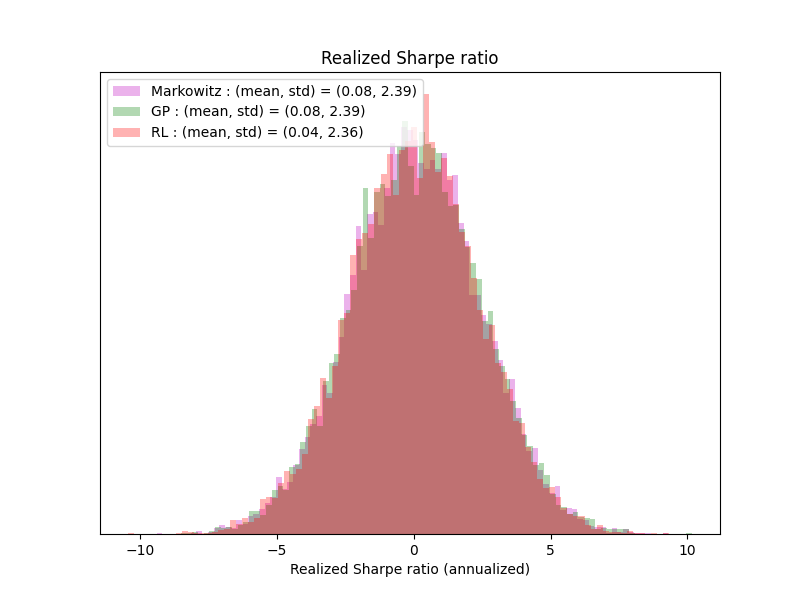 Realized Sharpe ratio
Markowitz : (mean, std) = (0.08, 2.39)
GP : (mean, std) = (0.08, 2.39)
RL : (mean, std) = (0.04, 2.36)
−10 −5 0 5 10
Realized Sharpe ratio (annualized)